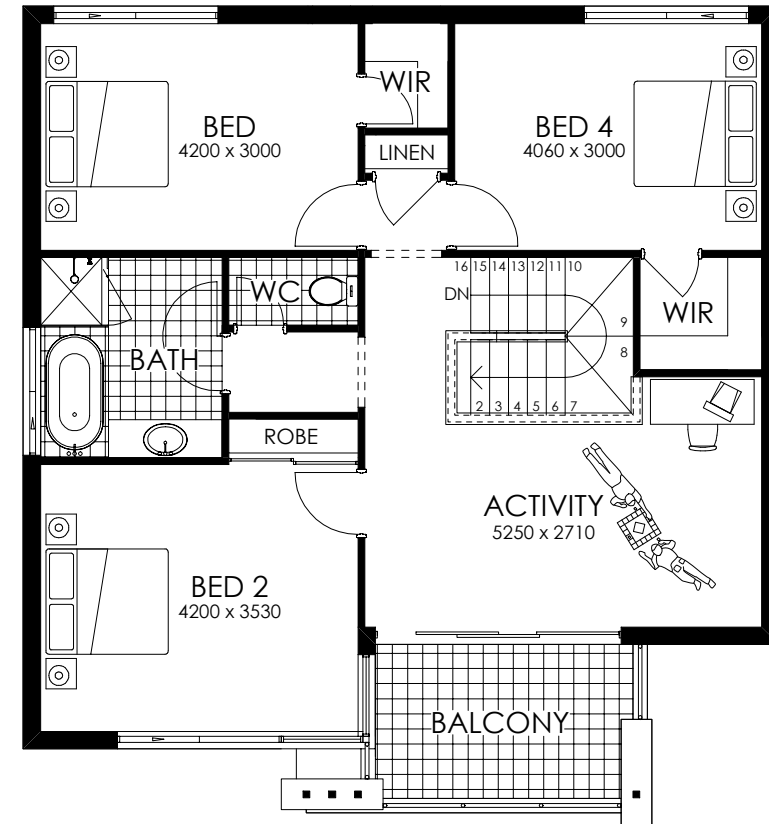 WIR
BED
4200 x 3000
BED 4
4060 x 3000
LINEN
16 15 14 13 12 11 10
DN
WC
9
WIR
8
BATH
2 3 4 5 6 7
ROBE
ACTIVITY
5250 x 2710
BED 2
4200 x 3530
BALCONY